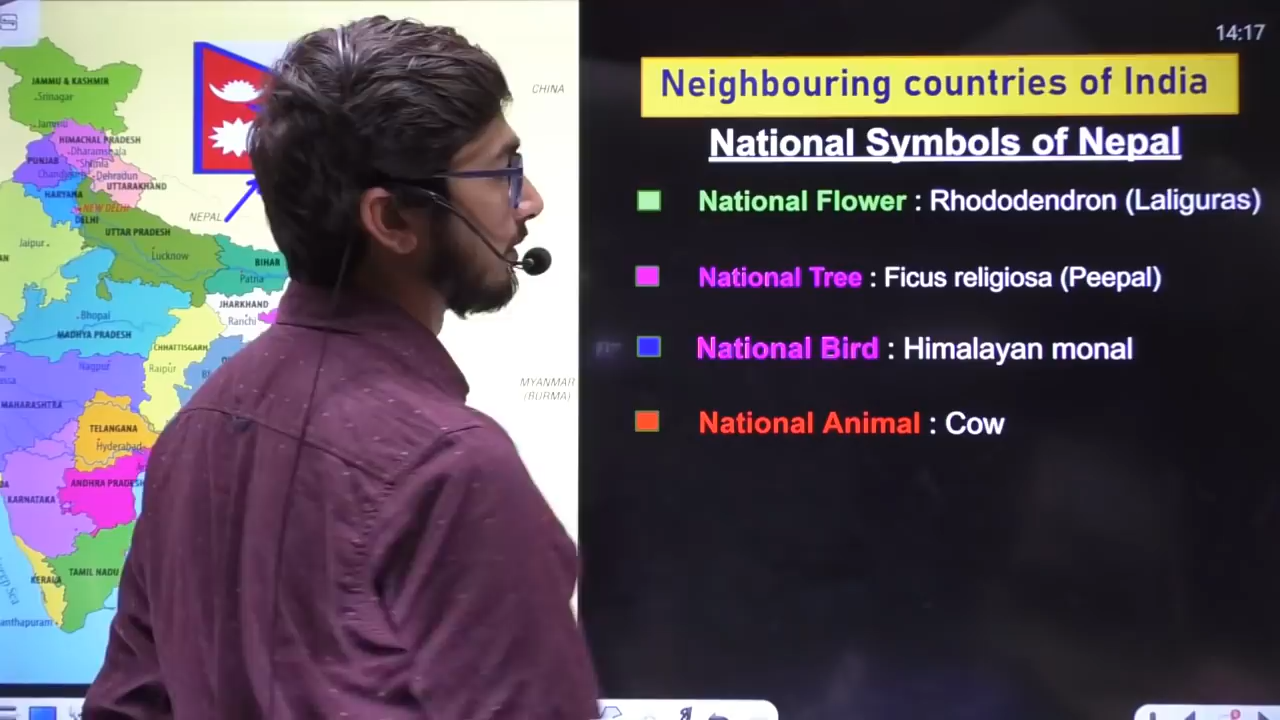 JAMMU & KASHMIR
Srinagar
Jammu
HIMACHAL PRADESH
Dharamshala
PUNJAB
Shimla
Chandigarh
Dehradun
UTTARAKHAND
HARYANA
NEW DELHI
DELHI
NEPAL
UTTAR PRADESH
Jaipur
Lucknow
BIHAR
Patna
JHARKHAND
Ranchi
Bhopal
MADHYA PRADESH
CHHATTISGARH
Nagpur
Raipur
MAHARASHTRA
TELANGANA
Hyderabad
ANDHRA PRADESH
KARNATAKA
TAMIL NADU
KERALA
anthapuram
CHINA
MYANMAR
(BURMA)
14:17
Neighbouring countries of India
National Symbols of Nepal
National Flower : Rhododendron (Laliguras)
National Tree : Ficus religiosa (Peepal)
National Bird : Himalayan monal
National Animal : Cow